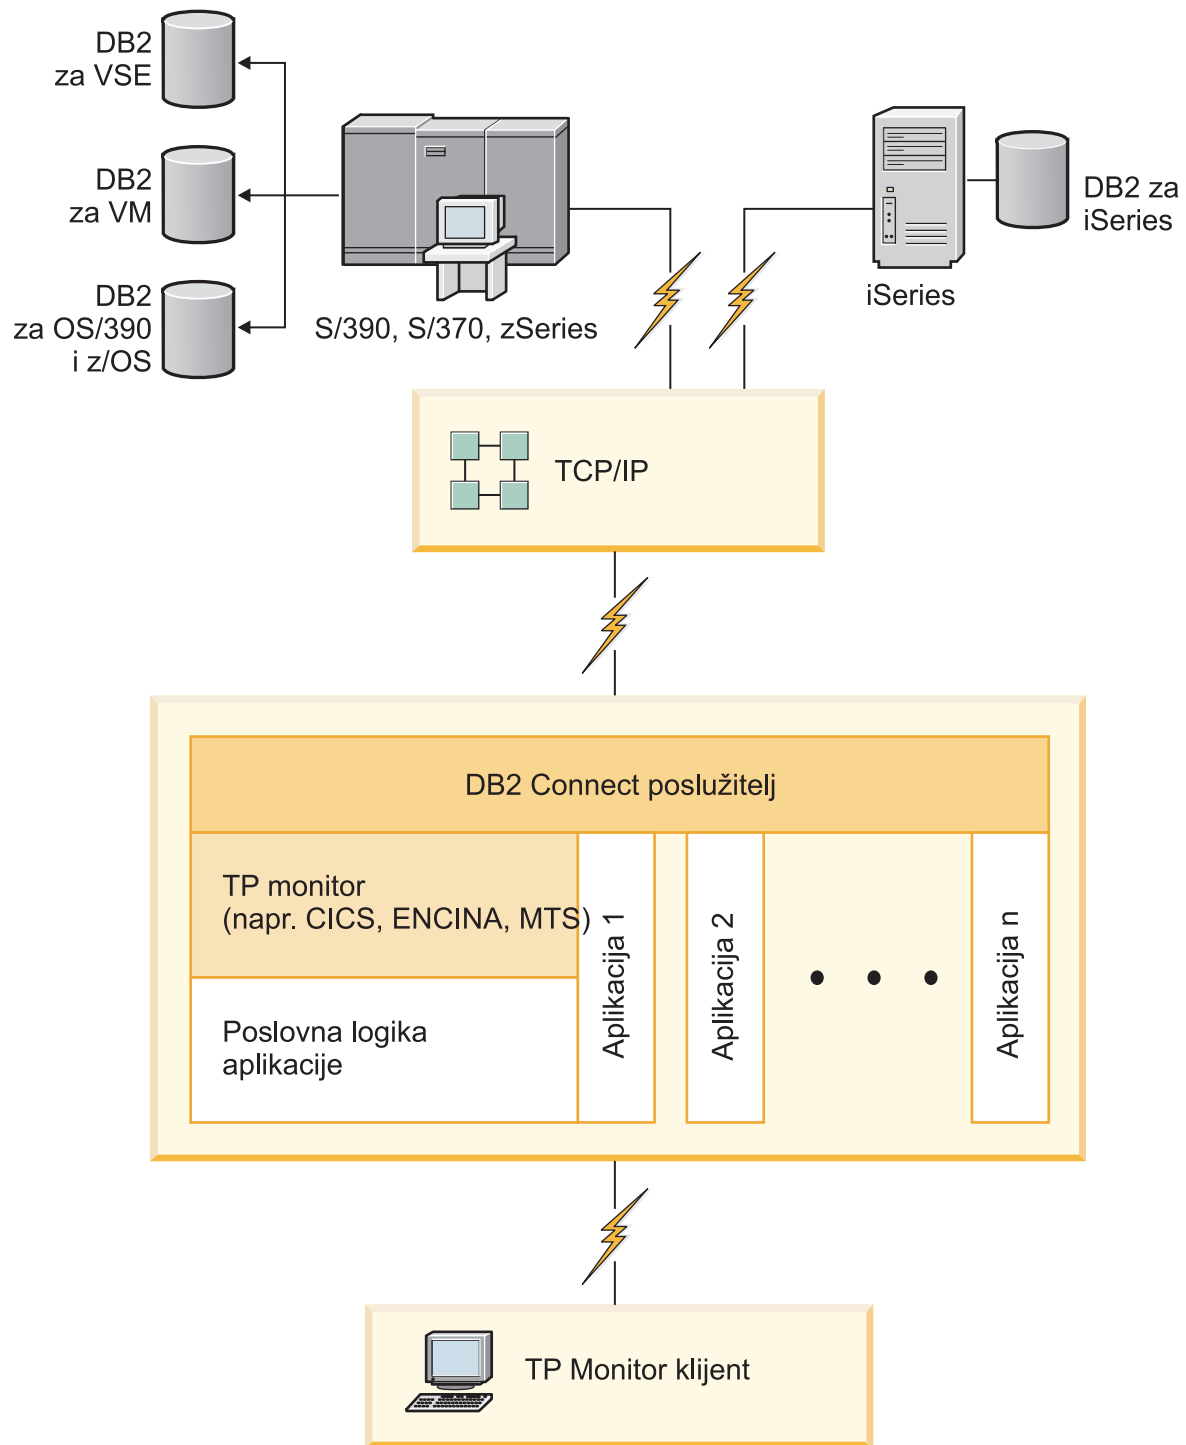 DB2
za VSE
DB2
za VM
DB2
za OS/390
i z/OS
S/390, S/370, zSeries
iSeries
DB2 za
iSeries
TCP/IP
DB2 Connect poslužitelj
TP monitor
(napr. CICS, ENCINA, MTS)
Poslovna logika
aplikacije
Aplikacija 1
Aplikacija 2
Aplikacija n
TP Monitor klijent